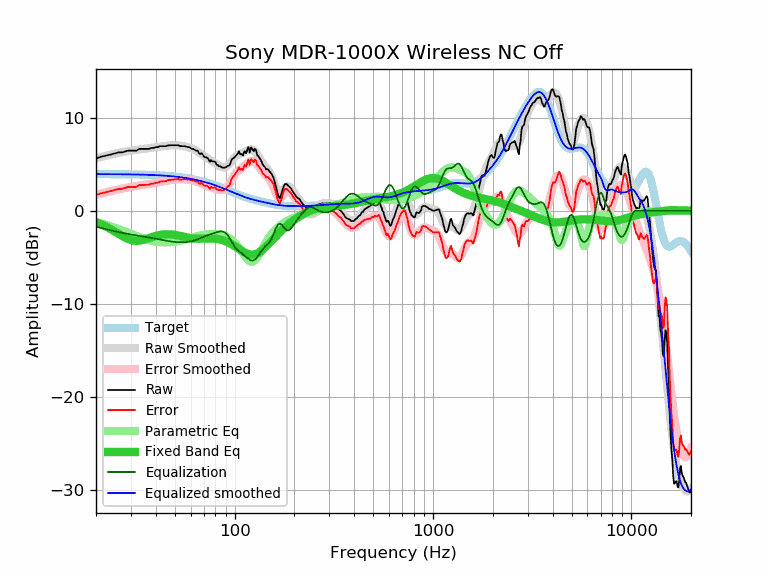 Sony MDR-1000X Wireless NC Off
Amplitude (dBr)
10
0
−10
−20
−30
Target
Raw Smoothed
Error Smoothed
Raw
Error
Parametric Eq
Fixed Band Eq
Equalization
Equalized smoothed
100
1000
10000
Frequency (Hz)